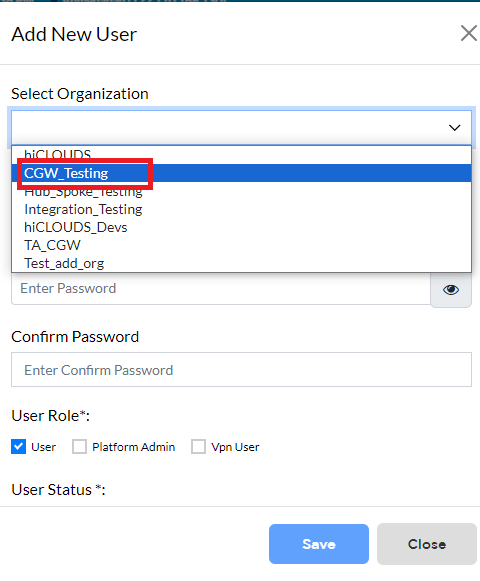 Add New User
Select Organization
hiCLOUDS
CGW_Testing
Hub_Spoke_Testing
Integration_Testing
hiCLOUDS_Devs
TA_CGW
Test_add_org
Enter Password
Confirm Password
Enter Confirm Password
User Role*:
User Platform Admin Vpn User
User Status *:
Save Close